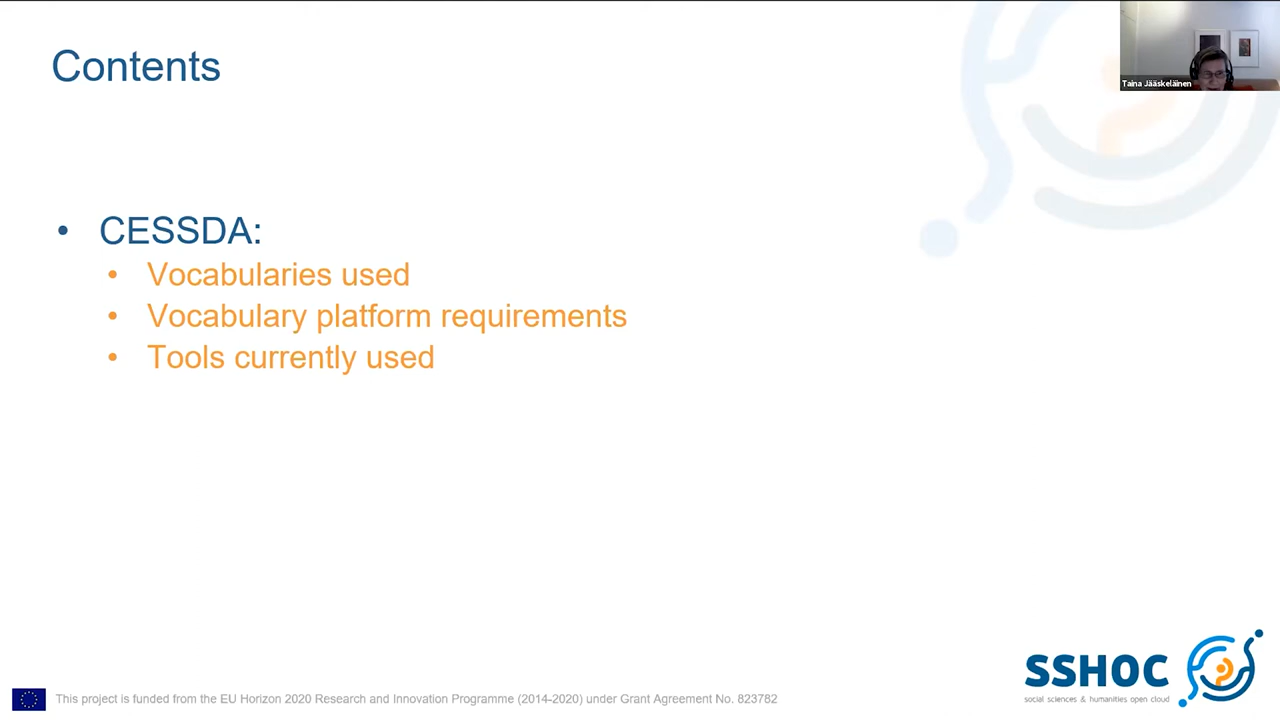 Contents
Taina Jääskeläinen
• CESSDA:
• Vocabularies used
• Vocabulary platform requirements
• Tools currently used
SSHOC
social sciences & humanities open cloud
This project is funded from the EU Horizon 2020 Research and Innovation Programme (2014-2020) under Grant Agreement No. 823782